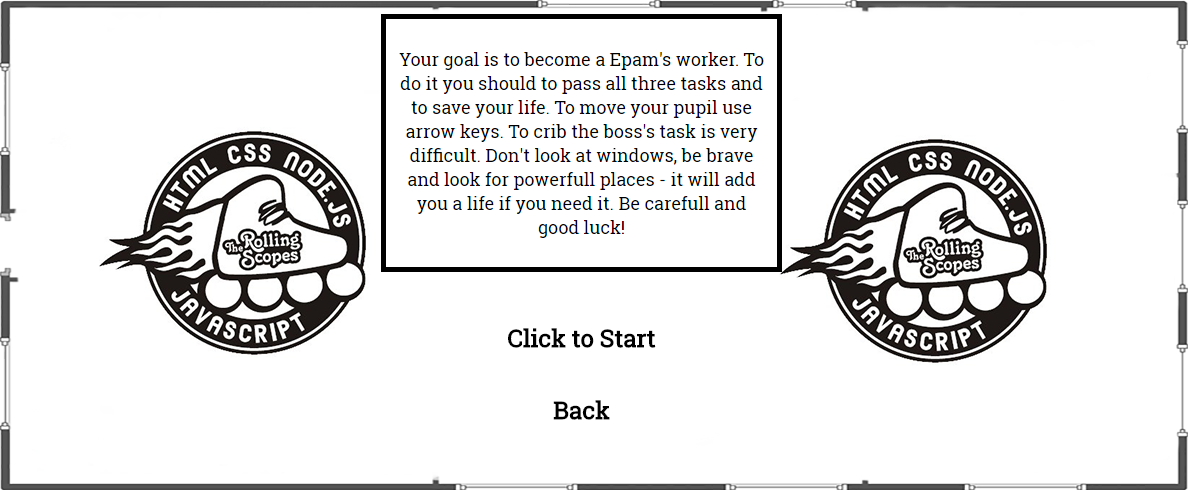 Your goal is to become a Epam's worker. To
do it you should to pass all three tasks and
to save your life. To move your pupil use
arrow keys. To crib the boss's task is very
difficult. Don't look at windows, be brave
and look for powerfull places - it will add
you a life if you need it. Be carefull and
good luck!
HTML CSS NODE.JS
The Rolling
Scopes
JAVASCRIPT
HTML CSS NODE.JS
The Rolling
Scopes
JAVASCRIPT
Click to Start
Back